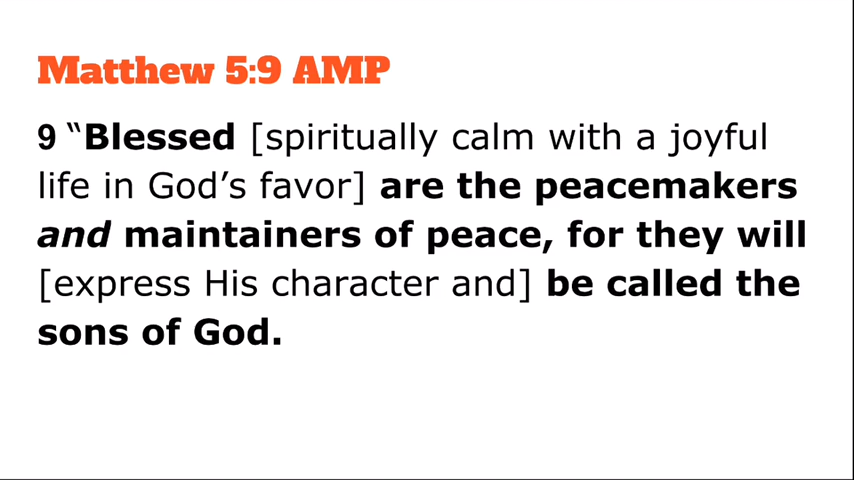 Matthew 5:9 AMP
9 “Blessed [spiritually calm with a joyful
life in God’s favor] are the peacemakers
and maintainers of peace, for they will
[express His character and] be called the
sons of God.